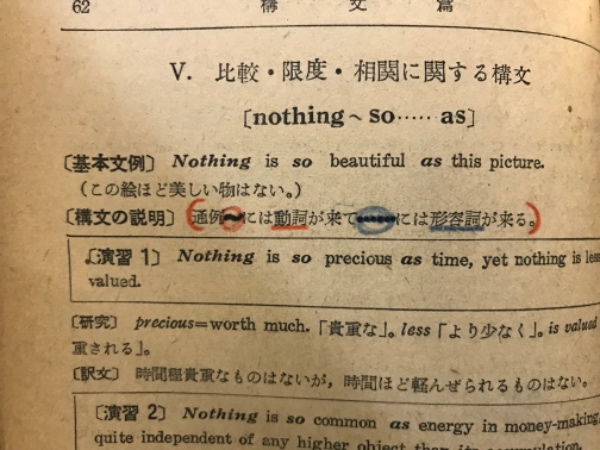 62 構文篇
V. 比較・限度・相関に関する構文
[nothing ~ so ····· as]
〔基本文例〕 Nothing is so beautiful as this picture.
（この絵ほど美しい物はない。）
〔構文の説明〕（通例～には動詞が来て·····には形容詞が来る。）
〔演習 1〕 Nothing is so precious as time, yet nothing is less
valued.
〔研究〕 precious=worth much.「貴重な」。less「より少なく」。is valued
重される」。
〔訳文〕 時間程貴重なものはないが，時間ほど軽んぜられるものはない。
〔演習 2〕 Nothing is so common as energy in money-making,
quite independent of any higher object than its accumulation.